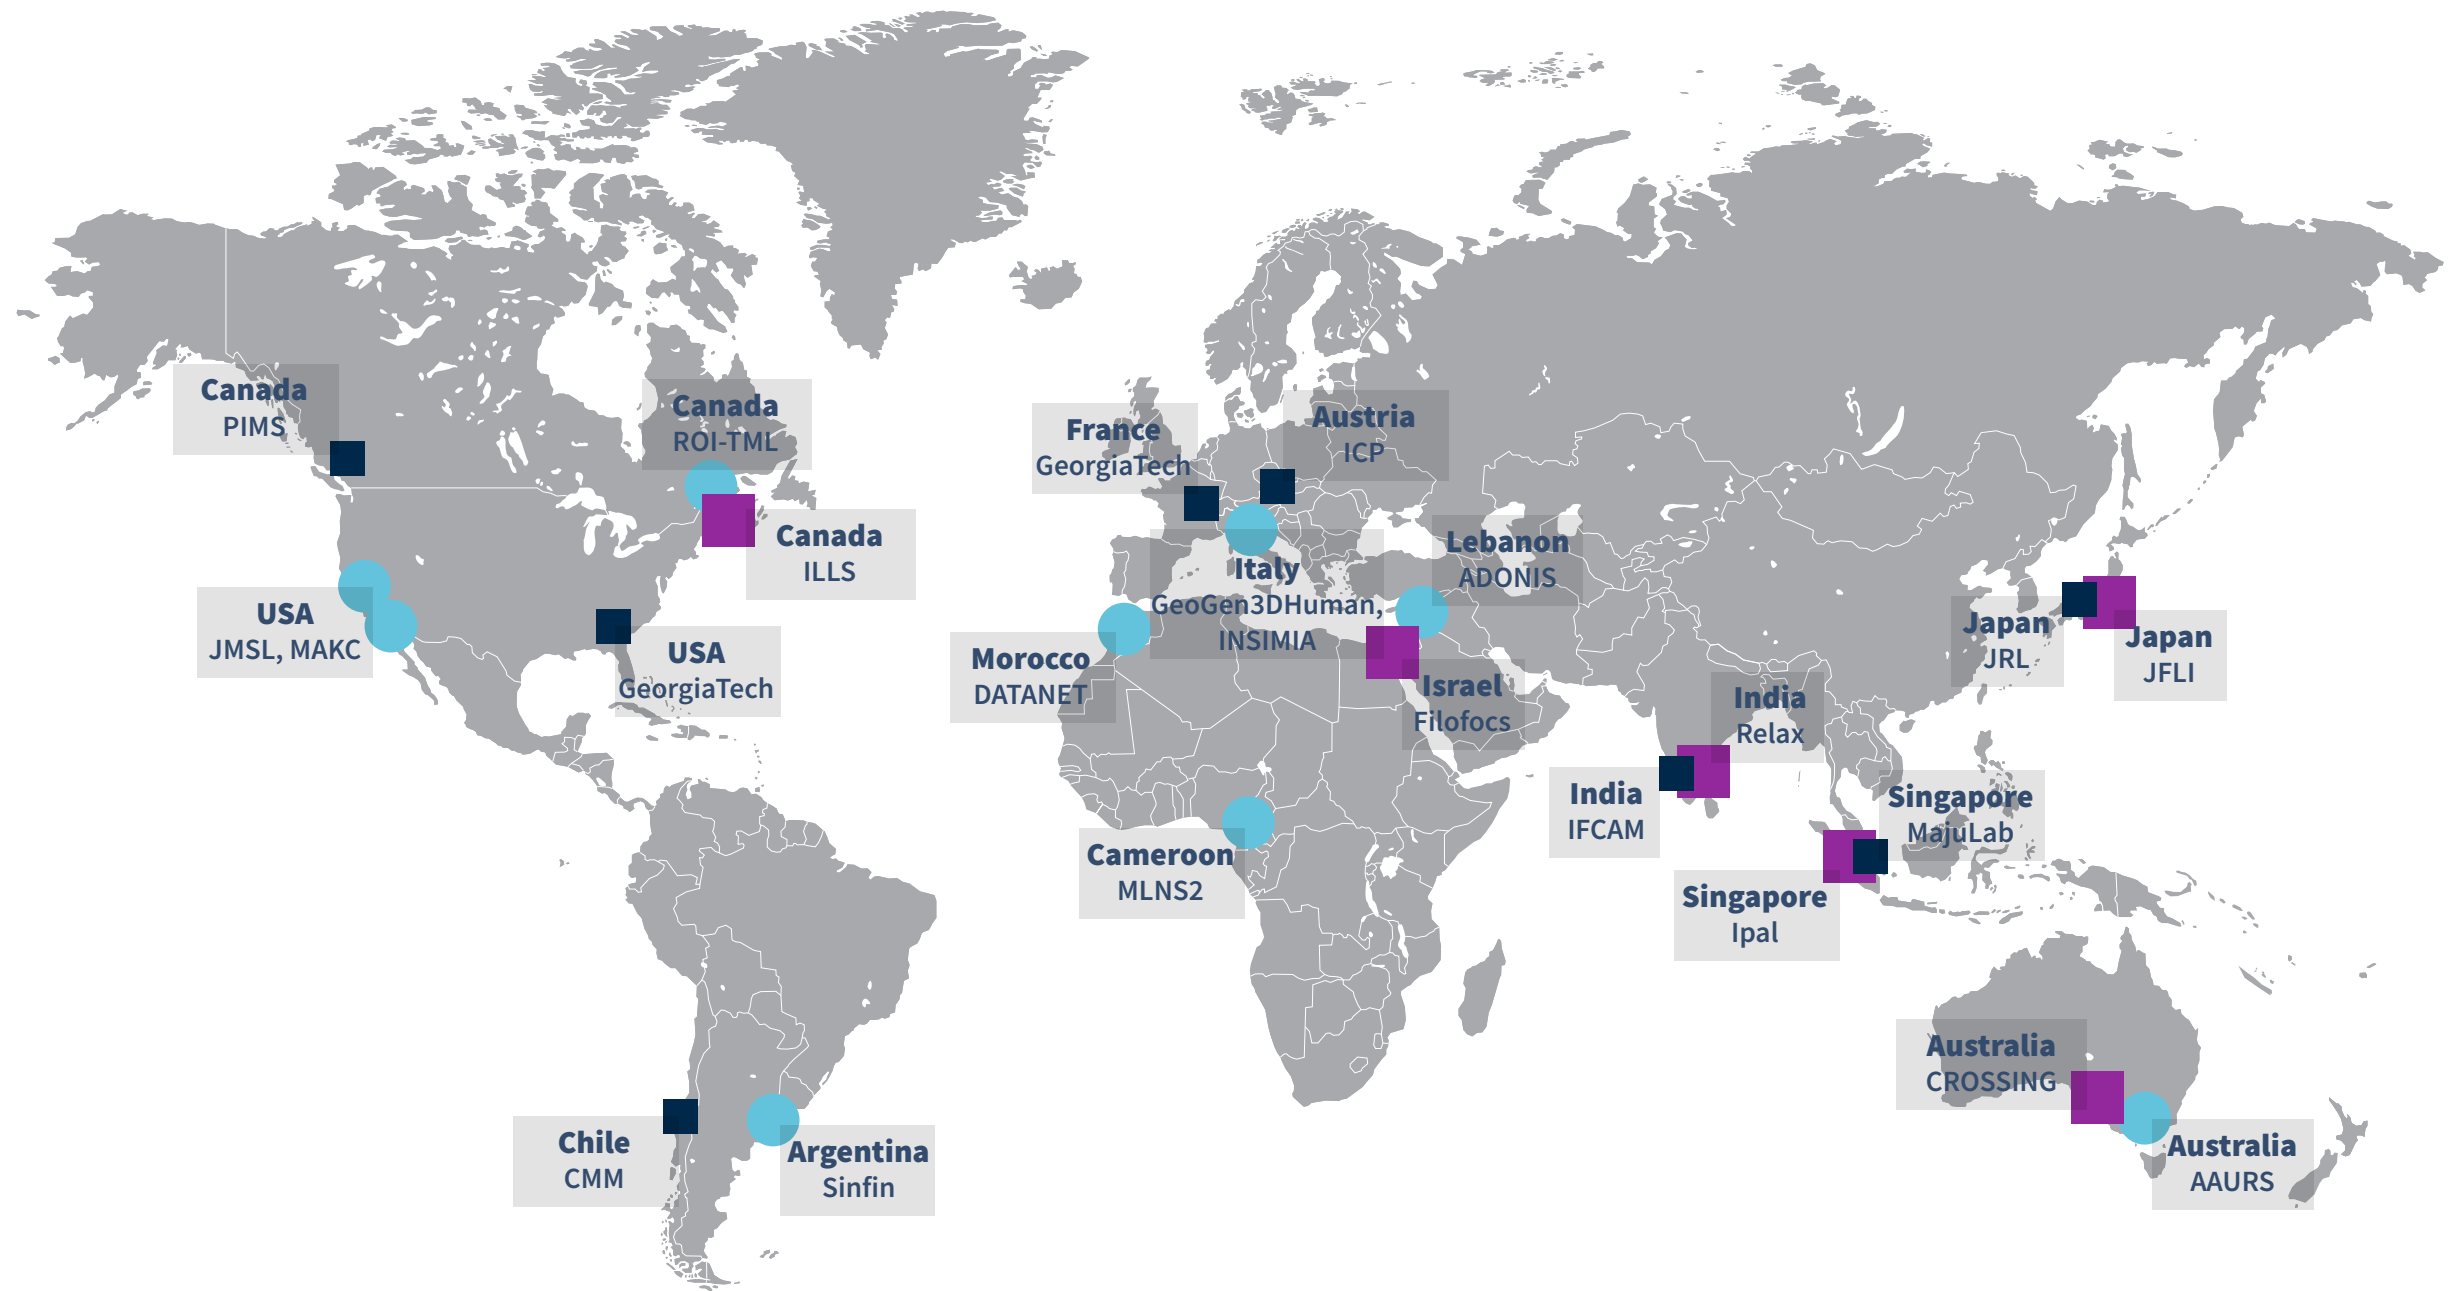 Canada
PIMS
Canada
ROI-TML
France
GeorgiaTech
Austria
ICP
Canada
ILLS
Lebanon
ADONIS
Italy
GeoGen3DHuman,
INSIMIA
USA
JMSL, MAKC
USA
GeorgiaTech
Morocco
DATANET
Israel
Filofocs
Japan
JRL
Japan
JFLI
India
Relax
India
IFCAM
Singapore
MajuLab
Cameroon
MLNS2
Singapore
Ipal
Australia
CROSSING
Chile
CMM
Argentina
Sinfin
Australia
AAURS